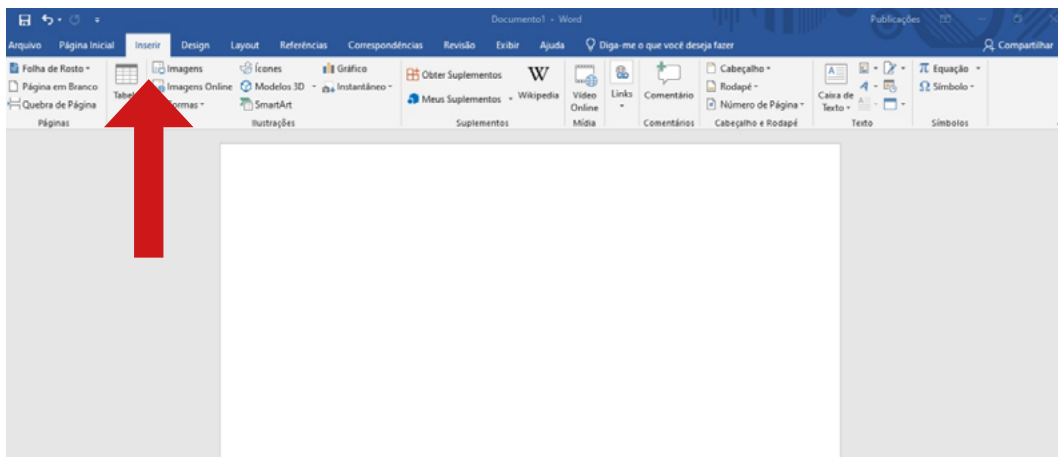 Documento1 - Word
Publicações
Arquivo Página Inicial Inserir Design Layout Referências Correspondências Revisão Exibir Ajuda Diga-me o que você deseja fazer Compartilhar
Folha de Rosto Imagens Ícones Gráfico Obter Suplementos W Cabeçalho A π Equação
Página em Branco Imagens Online Modelos 3D Instantâneo Meus Suplementos Wikipedia Vídeo Online Links Comentário Rodapé Caixa de Texto A Ω Símbolo
Quebra de Página SmartArt Número de Página
Páginas Ilustrações Suplementos Mídia Comentários Cabeçalho e Rodapé Texto Símbolos